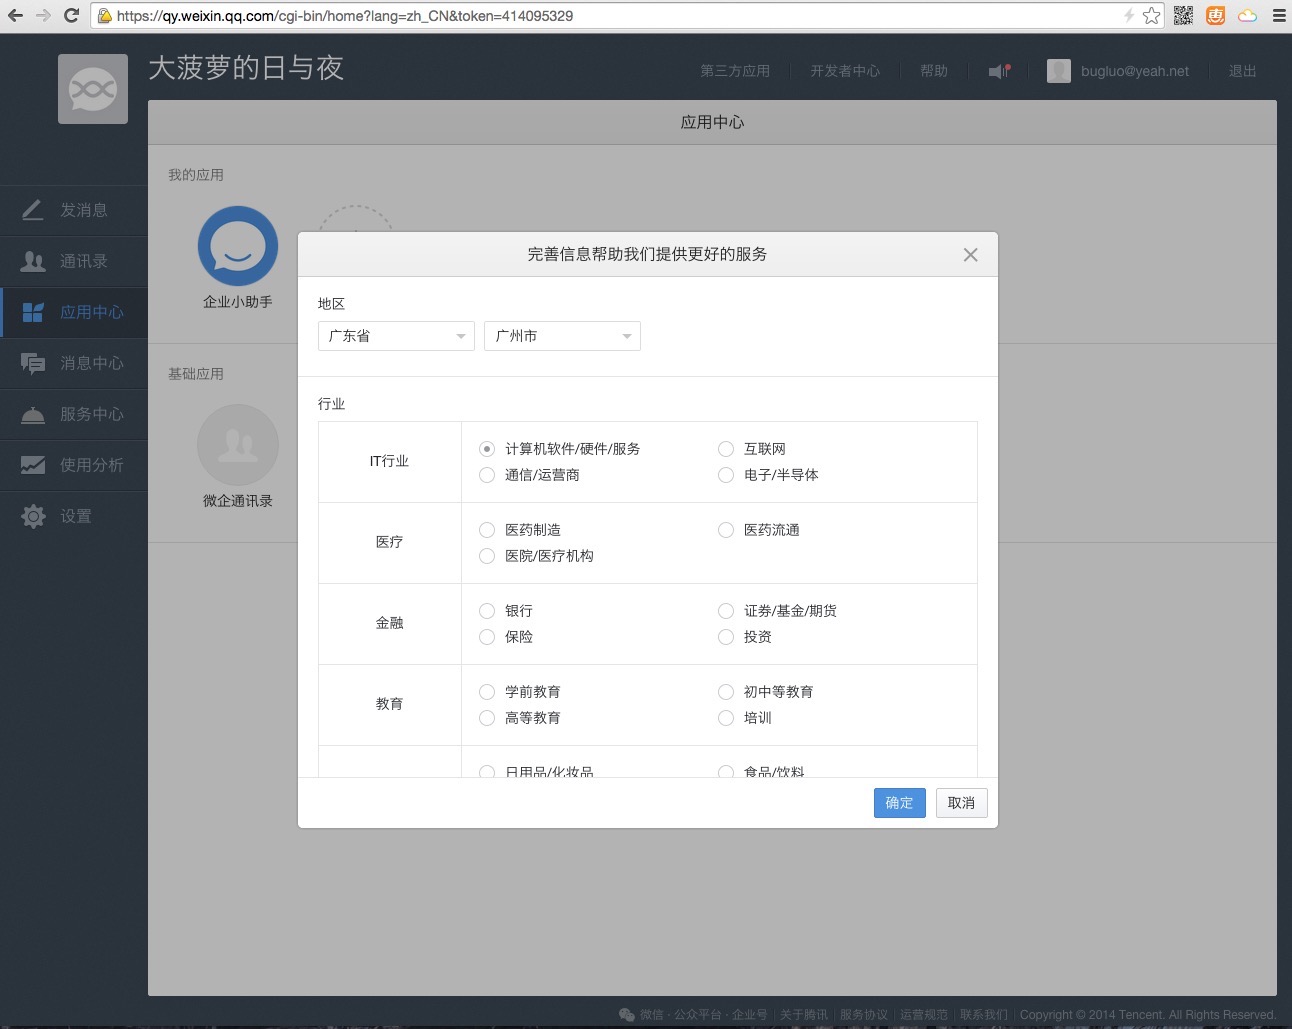 https://qy.weixin.qq.com/cgi-bin/home?lang=zh_CN&token=414095329
惠
大菠萝的日与夜
第三方应用 开发者中心 帮助 bugluo@yeah.net 退出
应用中心
我的应用
发消息
通讯录
应用中心
消息中心
服务中心
使用分析
设置
企业小助手
基础应用
微企通讯录
完善信息帮助我们提供更好的服务
地区
广东省 广州市
行业
IT行业
计算机软件/硬件/服务 互联网
通信/运营商 电子/半导体
医疗
医药制造 医药流通
医院/医疗机构
金融
银行 证券/基金/期货
保险 投资
教育
学前教育 初中等教育
高等教育 培训
日用品/化妆品 食品/饮料
确定 取消
微信·公众平台·企业号 关于腾讯 服务协议 运营规范 联系我们 Copyright © 2014 Tencent. All Rights Reserved.